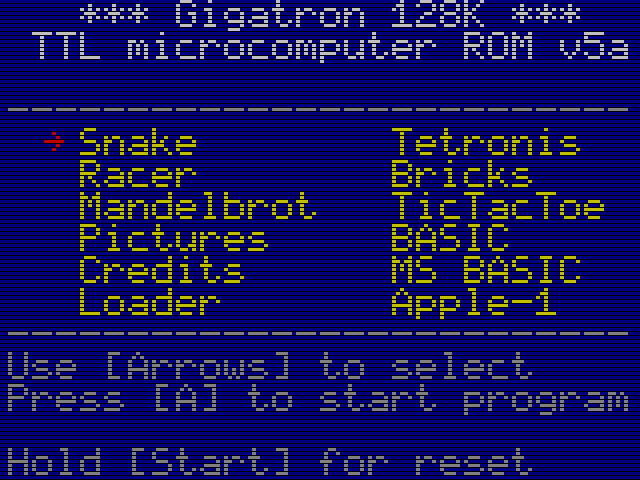 *** Gigatron 128K ***
TTL microcomputer ROM v5a
--------------------------
→ Snake Tetronis
Racer Bricks
Mandelbrot TicTacToe
Pictures BASIC
Credits MS BASIC
Loader Apple-1
--------------------------
Use [Arrows] to select
Press [A] to start program
Hold [Start] for reset